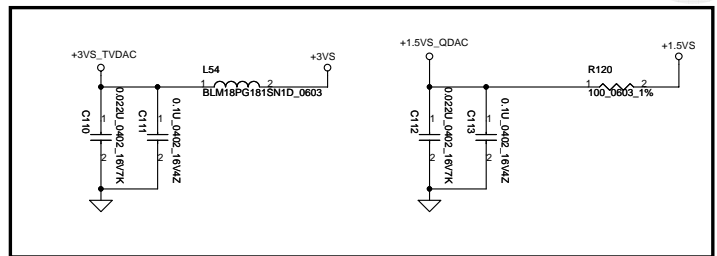 +3VS_TVDAC
L54
+3VS
1
2
BLM18PG181SN1D_0603
C110
1
2
0.022U_0402_16V7K
C111
1
2
0.1U_0402_16V4Z
+1.5VS_QDAC
R120
+1.5VS
1
2
100_0603_1%
C112
1
2
0.022U_0402_16V7K
C113
1
2
0.1U_0402_16V4Z